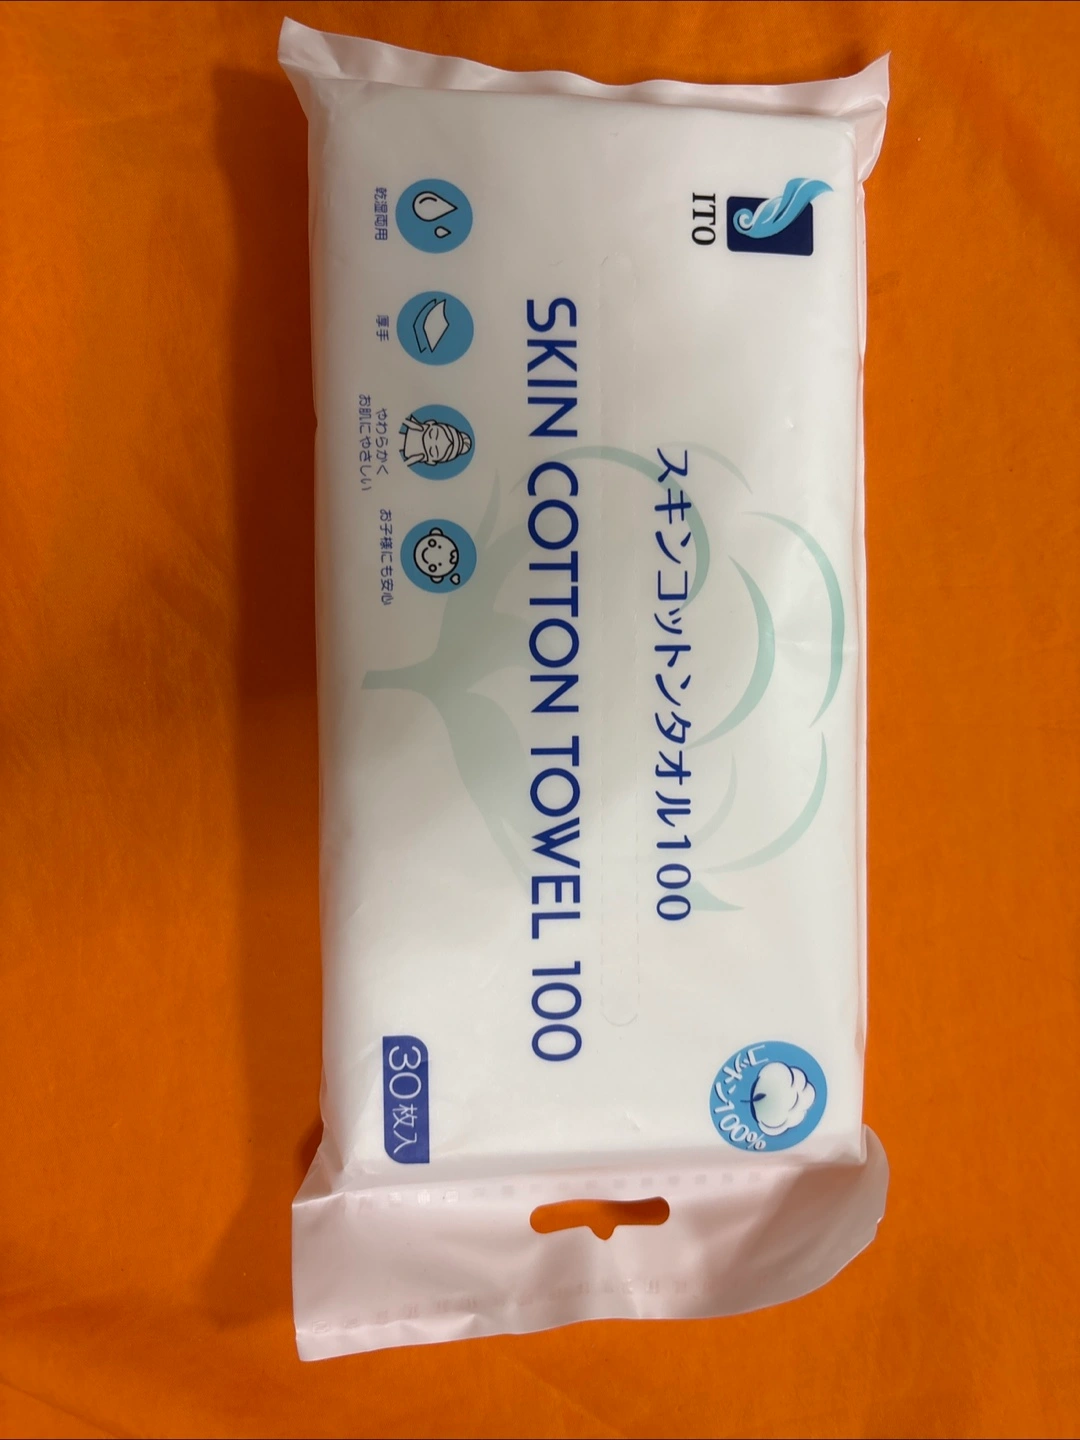 ITO
コットン100%
スキンコットンタオル100
SKIN COTTON TOWEL 100
乾湿両用
厚手
やわらかく
お肌にやさしい
お子様にも安心
30枚入